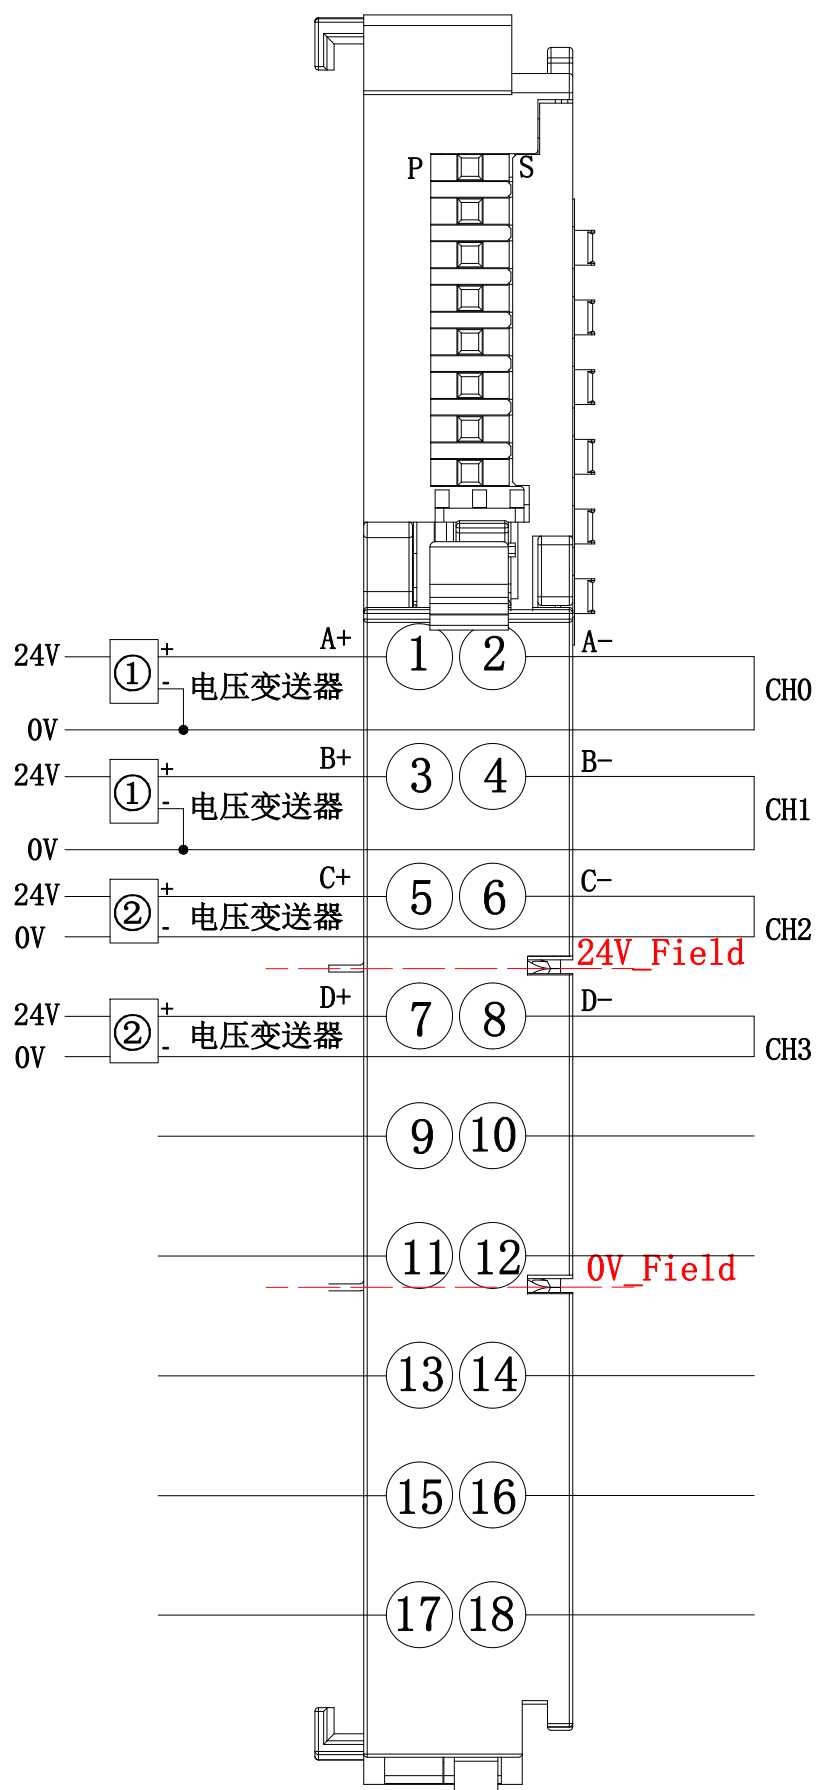 P S
24V ① + A+ 1 2 A-
- 电压变送器 CH0
0V
24V ① + B+ 3 4 B-
- 电压变送器 CH1
0V
24V ② + C+ 5 6 C-
0V - 电压变送器 CH2
24V_Field
24V ② + D+ 7 8 D-
0V - 电压变送器 CH3
9 10
11 12
0V_Field
13 14
15 16
17 18